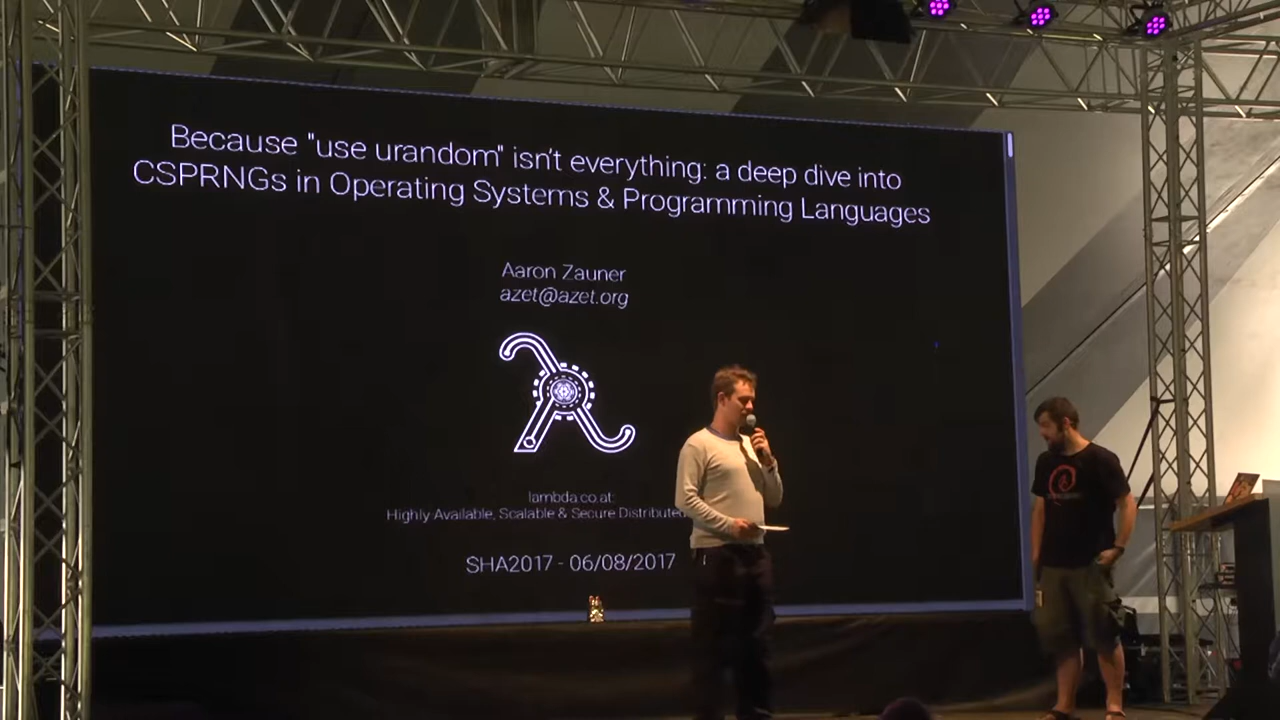 Because "use urandom" isn't everything: a deep dive into
CSPRNGs in Operating Systems & Programming Languages
Aaron Zauner
azet@azet.org
lambda.co.at:
Highly Available, Scalable & Secure Distributed
SHA2017 - 06/08/2017